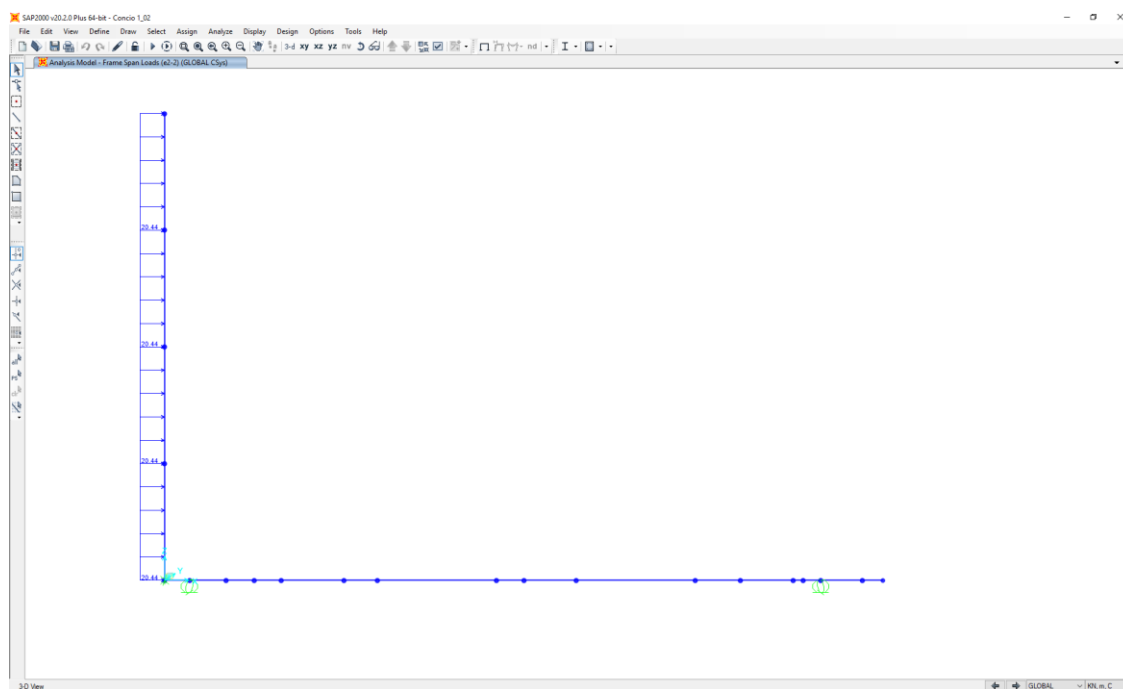 SAP2000 v20.2.0 Plus 64-bit - Concio 1_02
File Edit View Define Draw Select Assign Analyze Display Design Options Tools Help
3-d xy xz yz nv nd
Analysis Model - Frame Span Loads (e2-2) (GLOBAL CSys)
20.44
20.44
20.44
20.44
Y
3-D View
GLOBAL
KN, m, C